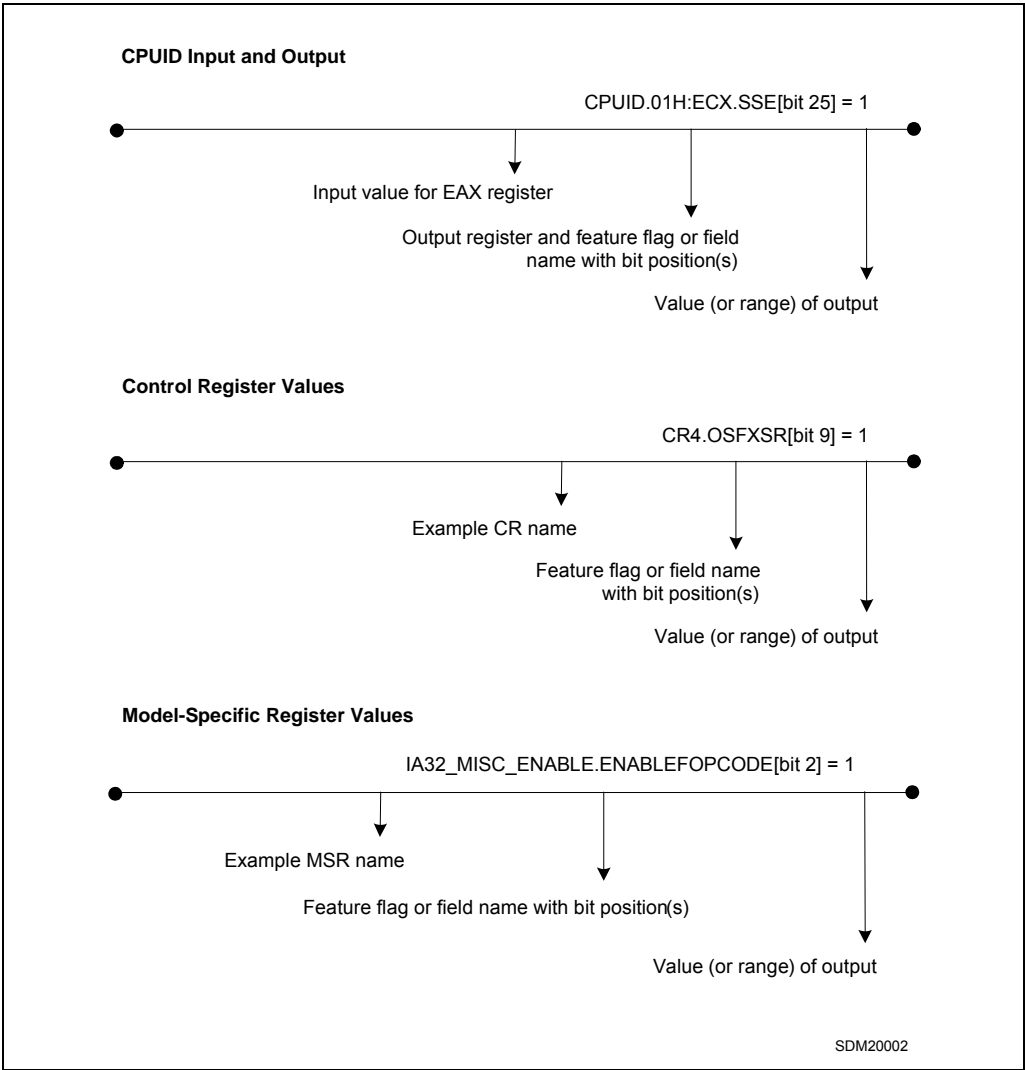 CPUID Input and Output
CPUID.01H:ECX.SSE[bit 25] = 1
Input value for EAX register
Output register and feature flag or field
name with bit position(s)
Value (or range) of output
Control Register Values
CR4.OSFXSR[bit 9] = 1
Example CR name
Feature flag or field name
with bit position(s)
Value (or range) of output
Model-Specific Register Values
IA32_MISC_ENABLE.ENABLEFOPCODE[bit 2] = 1
Example MSR name
Feature flag or field name with bit position(s)
Value (or range) of output
SDM20002